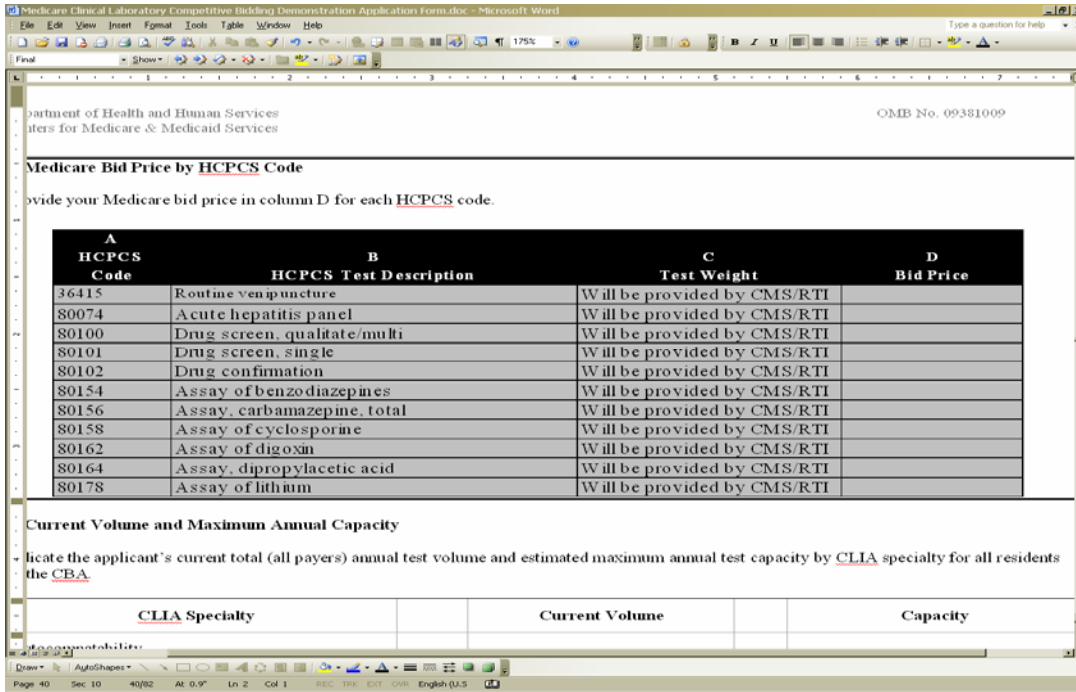 Medicare Clinical Laboratory Competitive Bidding Demonstration Application Form.doc - Microsoft Word
File Edit View Insert Format Tools Table Window Help Type a question for help
175%
Final Show
1 2 3 4 5 6 7
partment of Health and Human Services OMB No. 09381009
nters for Medicare & Medicaid Services
Medicare Bid Price by HCPCS Code
ovide your Medicare bid price in column D for each HCPCS code.
A B C D
HCPCS Code HCPCS Test Description Test Weight Bid Price
36415 Routine venipuncture Will be provided by CMS/RTI
80074 Acute hepatitis panel Will be provided by CMS/RTI
80100 Drug screen, qualitate/multi Will be provided by CMS/RTI
80101 Drug screen, single Will be provided by CMS/RTI
80102 Drug confirmation Will be provided by CMS/RTI
80154 Assay of benzodiazepines Will be provided by CMS/RTI
80156 Assay, carbamazepine, total Will be provided by CMS/RTI
80158 Assay of cyclosporine Will be provided by CMS/RTI
80162 Assay of digoxin Will be provided by CMS/RTI
80164 Assay, dipropylacetic acid Will be provided by CMS/RTI
80178 Assay of lithium Will be provided by CMS/RTI
Current Volume and Maximum Annual Capacity
licate the applicant's current total (all payers) annual test volume and estimated maximum annual test capacity by CLIA specialty for all residents
the CBA.
CLIA Specialty Current Volume Capacity
Draw AutoShapes
Page 40 Sec 10 40/82 At 0.9" Ln 2 Col 1 REC TRK EXT OVR English (U.S